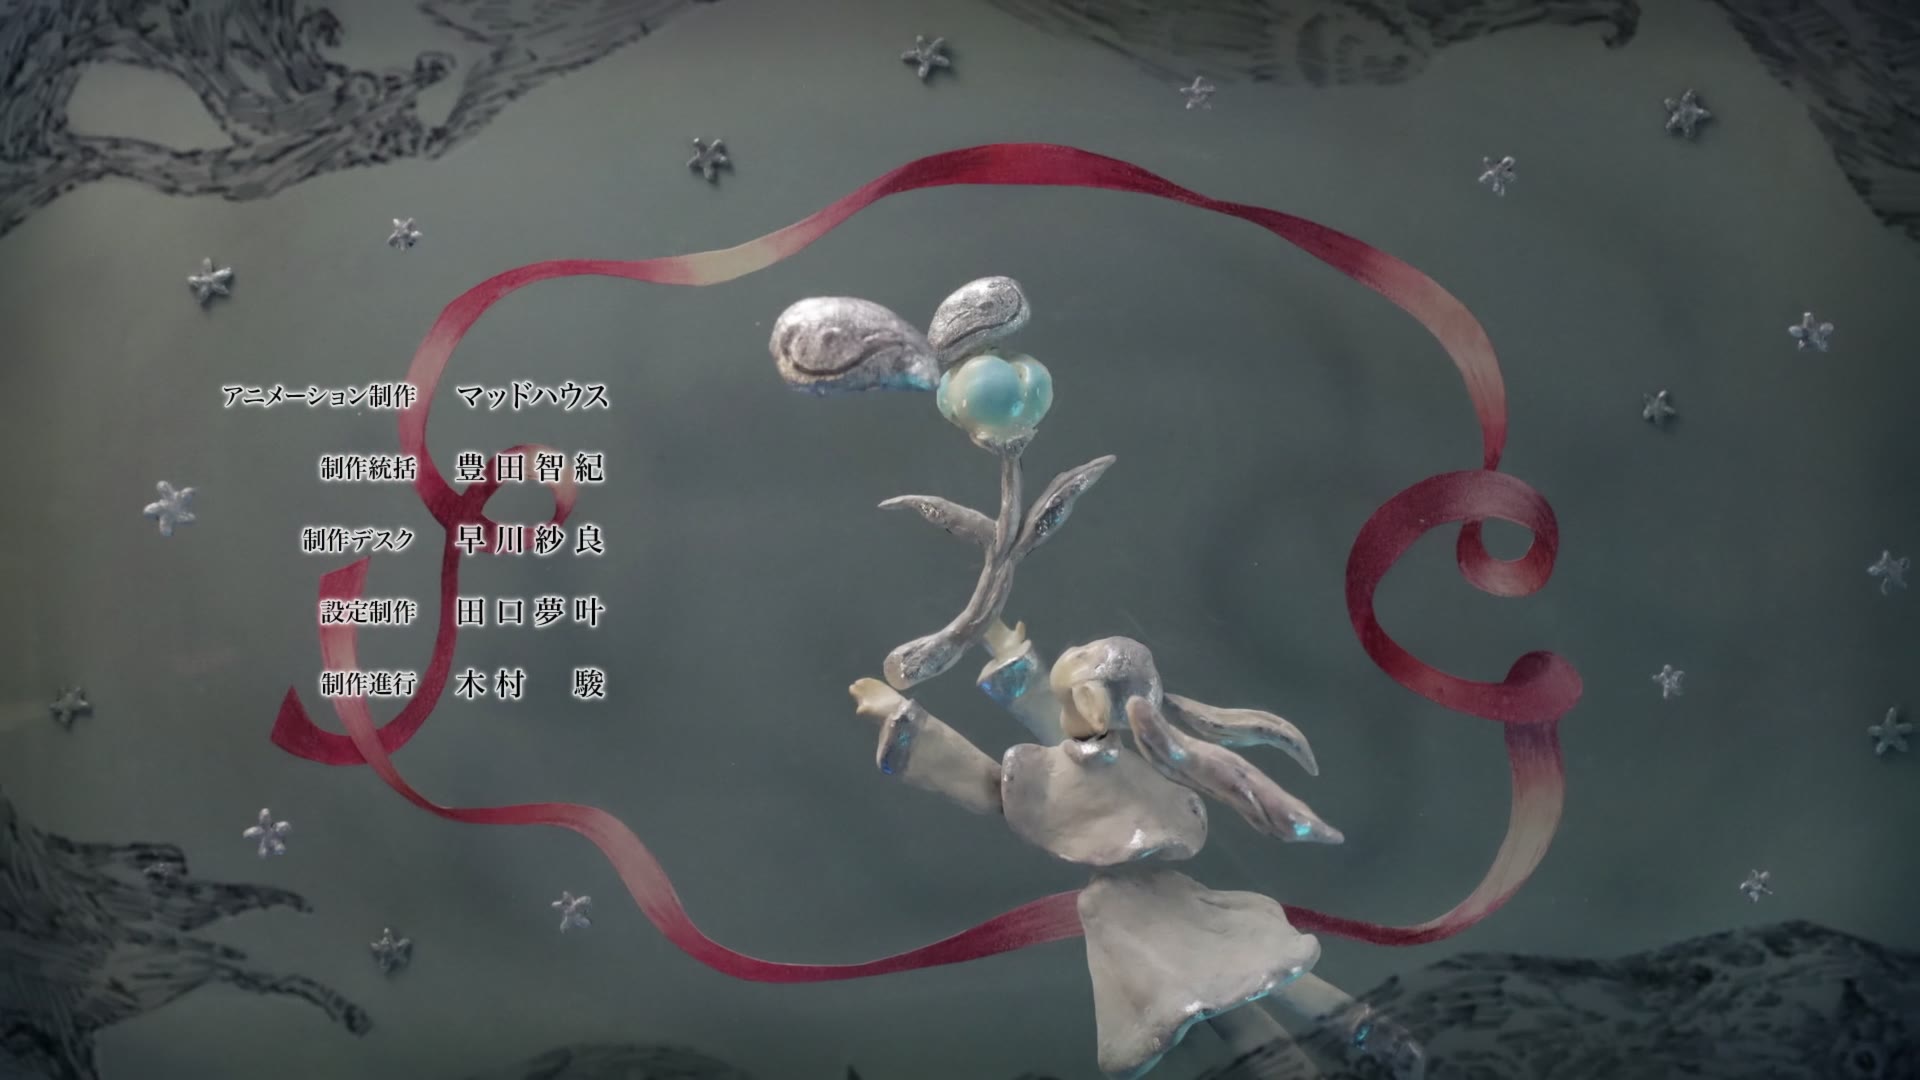 アニメーション制作 マッドハウス
制作統括 豊田智紀
制作デスク 早川紗良
設定制作 田口夢叶
制作進行 木村 駿